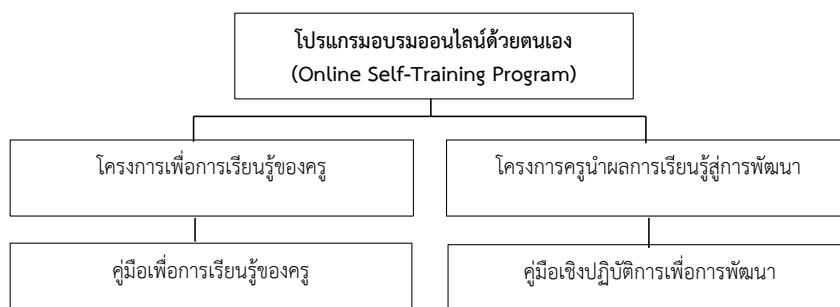 โปรแกรมอบรมออนไลน์ด้วยตนเอง
(Online Self-Training Program)
โครงการเพื่อการเรียนรู้ของครู
โครงการครูนำผลการเรียนรู้สู่การพัฒนา
คู่มือเพื่อการเรียนรู้ของครู
คู่มือเชิงปฏิบัติการเพื่อการพัฒนา